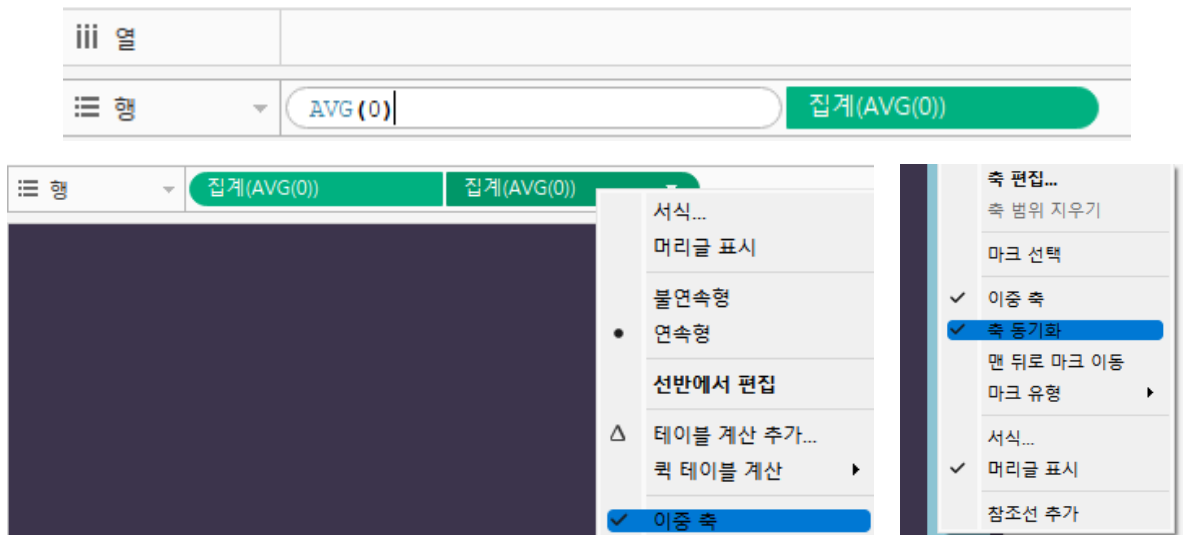 열
행
AVG(0)
집계(AVG(0))
행
집계(AVG(0))
집계(AVG(0))
서식...
머리글 표시
불연속형
연속형
선반에서 편집
테이블 계산 추가...
퀵 테이블 계산
이중 축
축 편집...
축 범위 지우기
마크 선택
이중 축
축 동기화
맨 뒤로 마크 이동
마크 유형
서식...
머리글 표시
참조선 추가